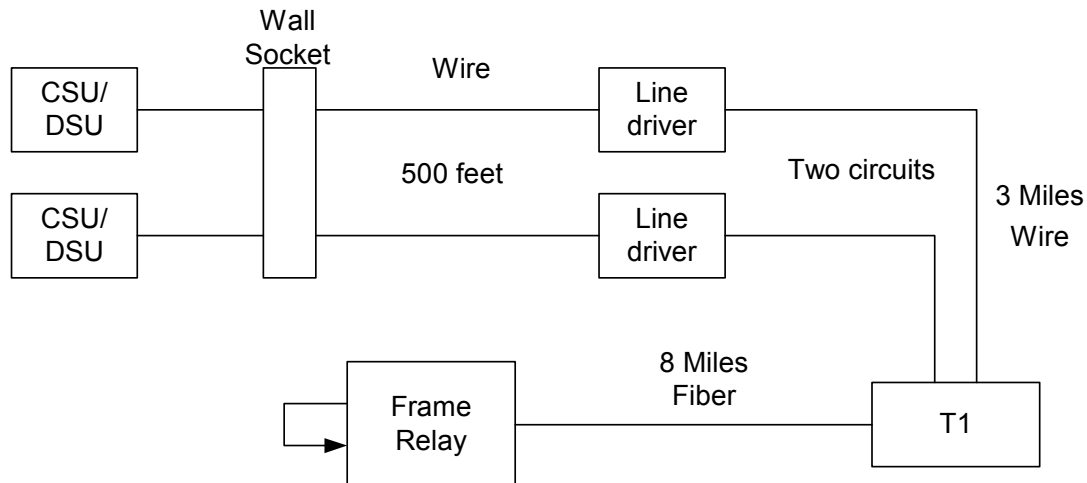 Wall
Socket
CSU/
DSU
Wire
Line
driver
500 feet
Two circuits
3 Miles
Wire
CSU/
DSU
Line
driver
8 Miles
Fiber
Frame
Relay
T1